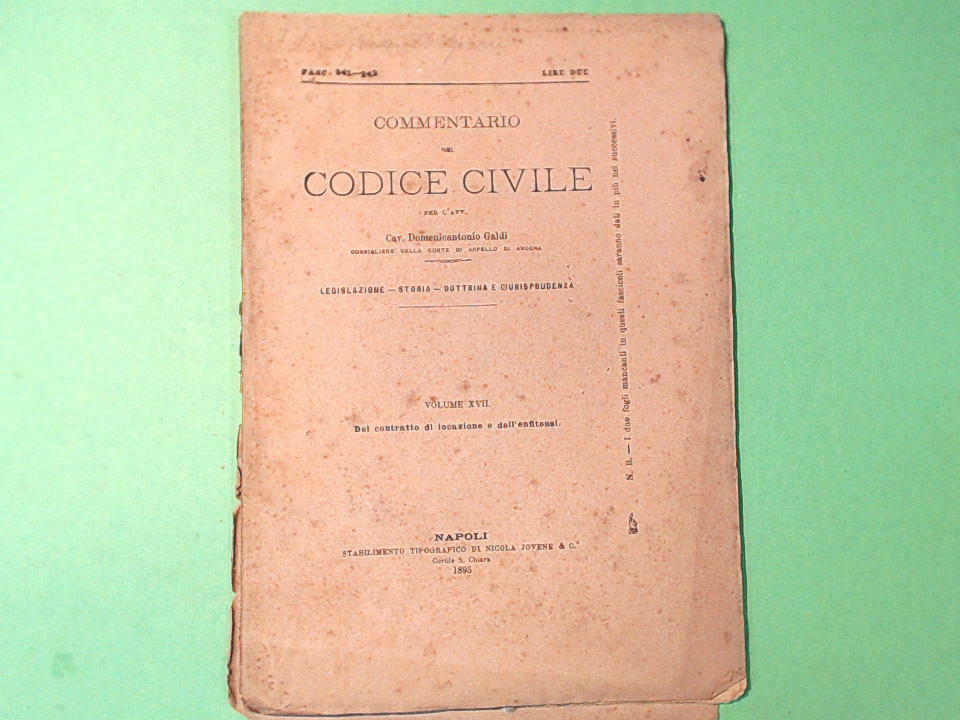 FASC. 241—242
LIRE DUE
COMMENTARIO
DEL
CODICE CIVILE
PER L'AVV.
Cav. Domenicantonio Galdi
CONSIGLIERE DELLA CORTE DI APPELLO DI ANCONA
LEGISLAZIONE — STORIA — DOTTRINA E GIURISPRUDENZA
VOLUME XVII.
Del contratto di locazione e dell'enfiteusi.
NAPOLI
STABILIMENTO TIPOGRAFICO DI NICOLA JOVENE & C.º
Cortile S. Chiara
1895
N. B. — I due fogli mancanti in questi fascicoli saranno dati in più nei successivi.